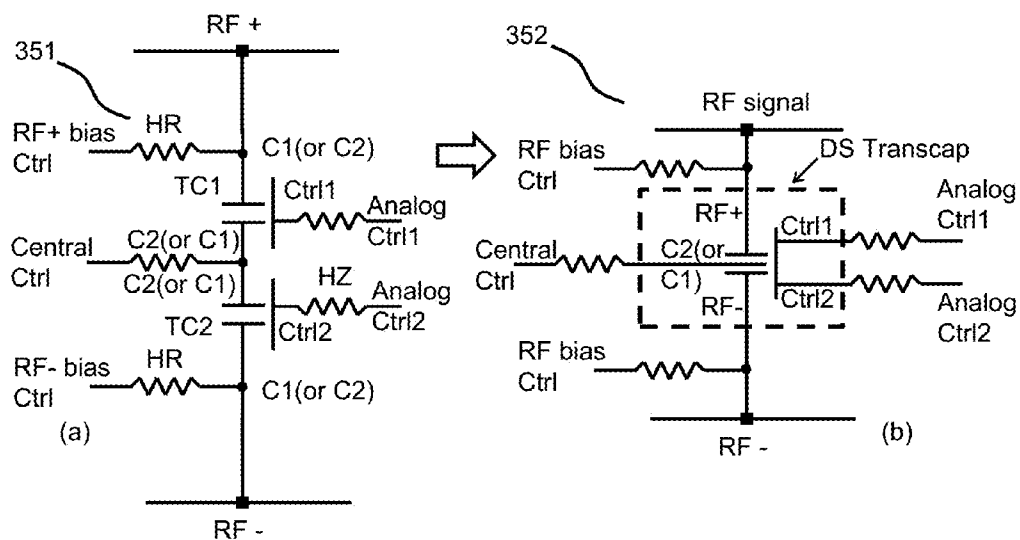 RF +
351
RF+ bias
Ctrl
HR
C1(or C2)
TC1
Ctrl1
Analog
Ctrl1
Central
Ctrl
C2(or C1)
C2(or C1)
HZ
Analog
Ctrl2
TC2
Ctrl2
RF- bias
Ctrl
HR
C1(or C2)
(a)
RF -
352
RF signal
DS Transcap
RF bias
Ctrl
RF+
Ctrl1
Analog
Ctrl1
Central
Ctrl
C2(or
C1)
RF-
Ctrl2
Analog
Ctrl2
RF bias
Ctrl
RF -
(b)